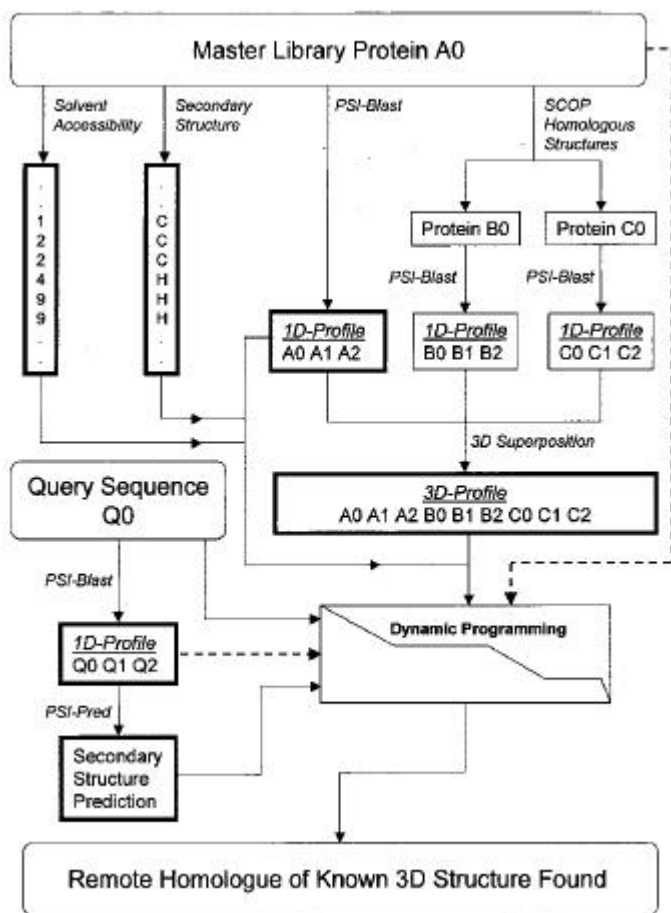 Master Library Protein A0
Solvent
Accessibility
Secondary
Structure
PSI-Blast
SCOP
Homologous
Structures
.
.
1
2
2
4
9
9
.
.
.
.
C
C
C
H
H
H
.
.
Protein B0
Protein C0
PSI-Blast
PSI-Blast
1D-Profile
A0 A1 A2
1D-Profile
B0 B1 B2
1D-Profile
C0 C1 C2
3D Superposition
Query Sequence
Q0
3D-Profile
A0 A1 A2 B0 B1 B2 C0 C1 C2
PSI-Blast
Dynamic Programming
1D-Profile
Q0 Q1 Q2
PSI-Pred
Secondary
Structure
Prediction
Remote Homologue of Known 3D Structure Found